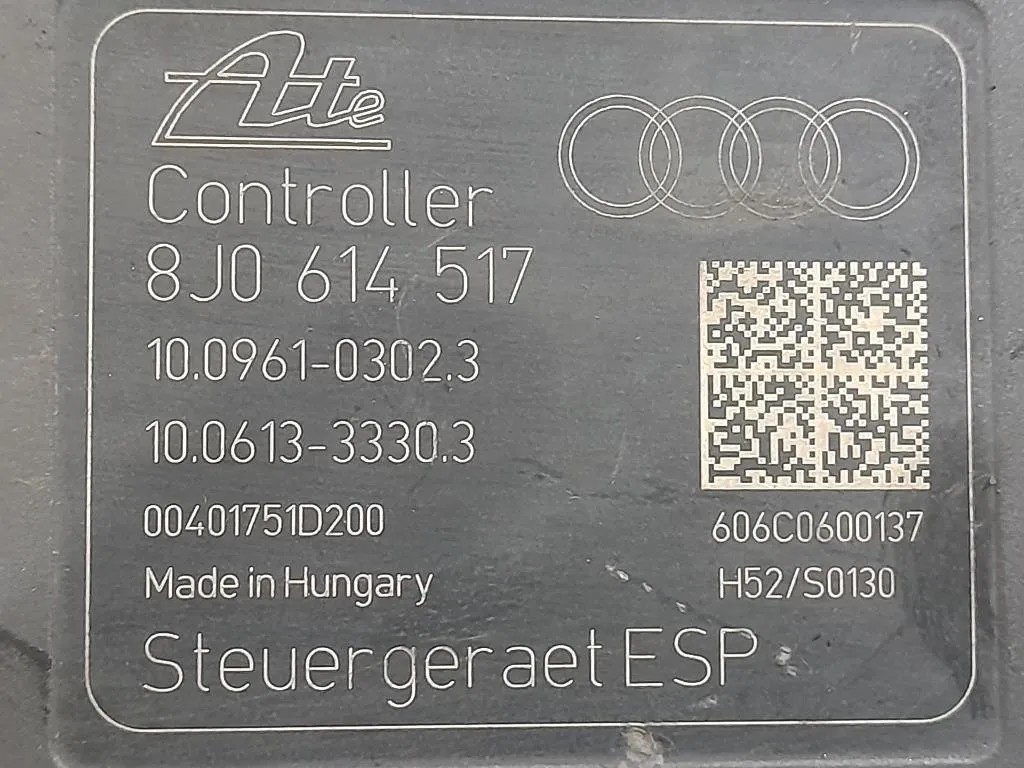 Ate
Controller
8J0 614 517
10.0961-0302.3
10.0613-3330.3
00401751D200
606C0600137
Made in Hungary
H52/S0130
Steuergeraet ESP